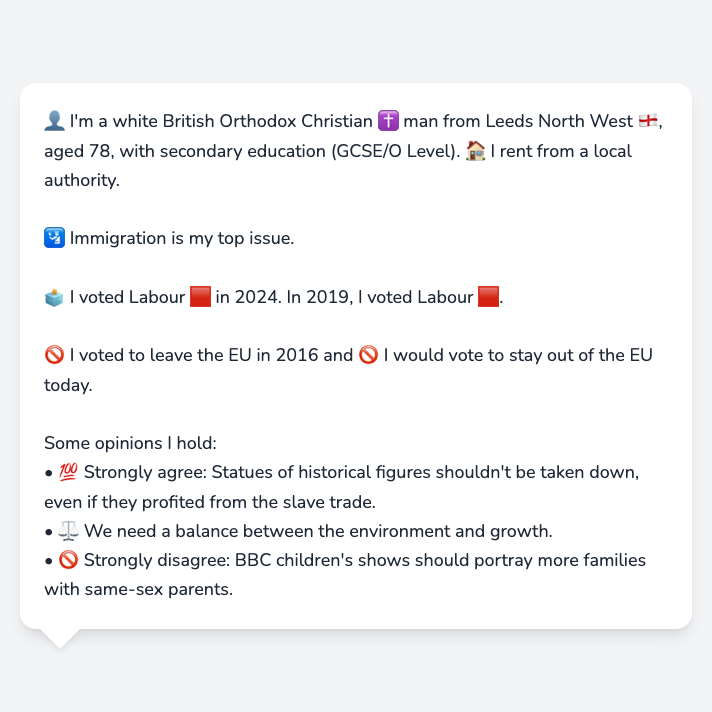 👤 I'm a white British Orthodox Christian ✝️ man from Leeds North West 🏴󠁧󠁢󠁥󠁮󠁧󠁿,
aged 78, with secondary education (GCSE/O Level). 🏠 I rent from a local
authority.
🛂 Immigration is my top issue.
🗳️ I voted Labour 🟥 in 2024. In 2019, I voted Labour 🟥.
🚫 I voted to leave the EU in 2016 and 🚫 I would vote to stay out of the EU
today.
Some opinions I hold:
• 💯 Strongly agree: Statues of historical figures shouldn't be taken down,
even if they profited from the slave trade.
• ⚖️ We need a balance between the environment and growth.
• 🚫 Strongly disagree: BBC children's shows should portray more families
with same-sex parents.